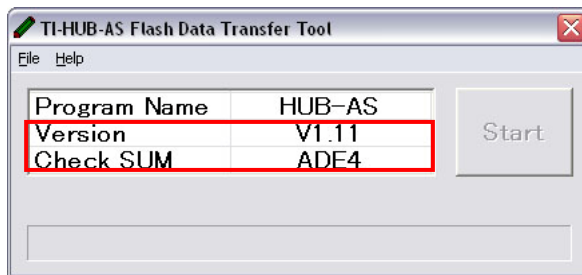 TI-HUB-AS Flash Data Transfer Tool
File Help
Program Name HUB-AS
Version V1.11
Check SUM ADE4
Start